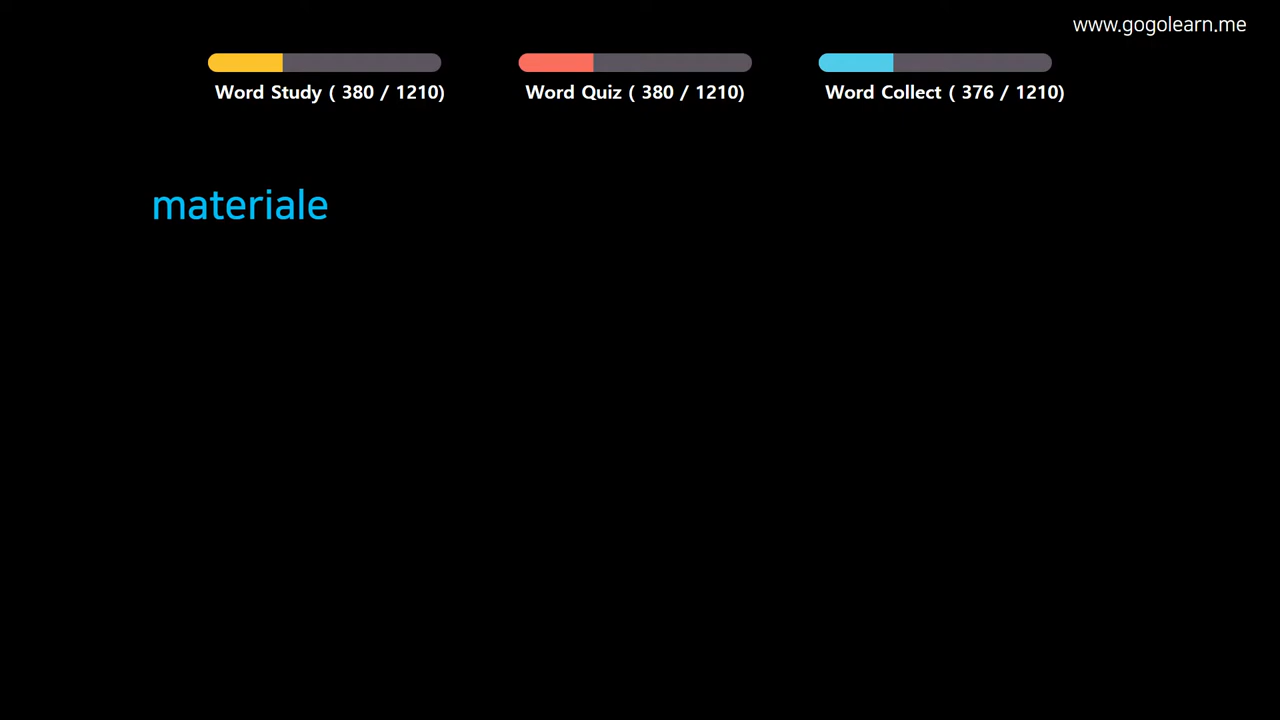 www.gogolearn.me
Word Study ( 380 / 1210)
Word Quiz ( 380 / 1210)
Word Collect ( 376 / 1210)
materiale